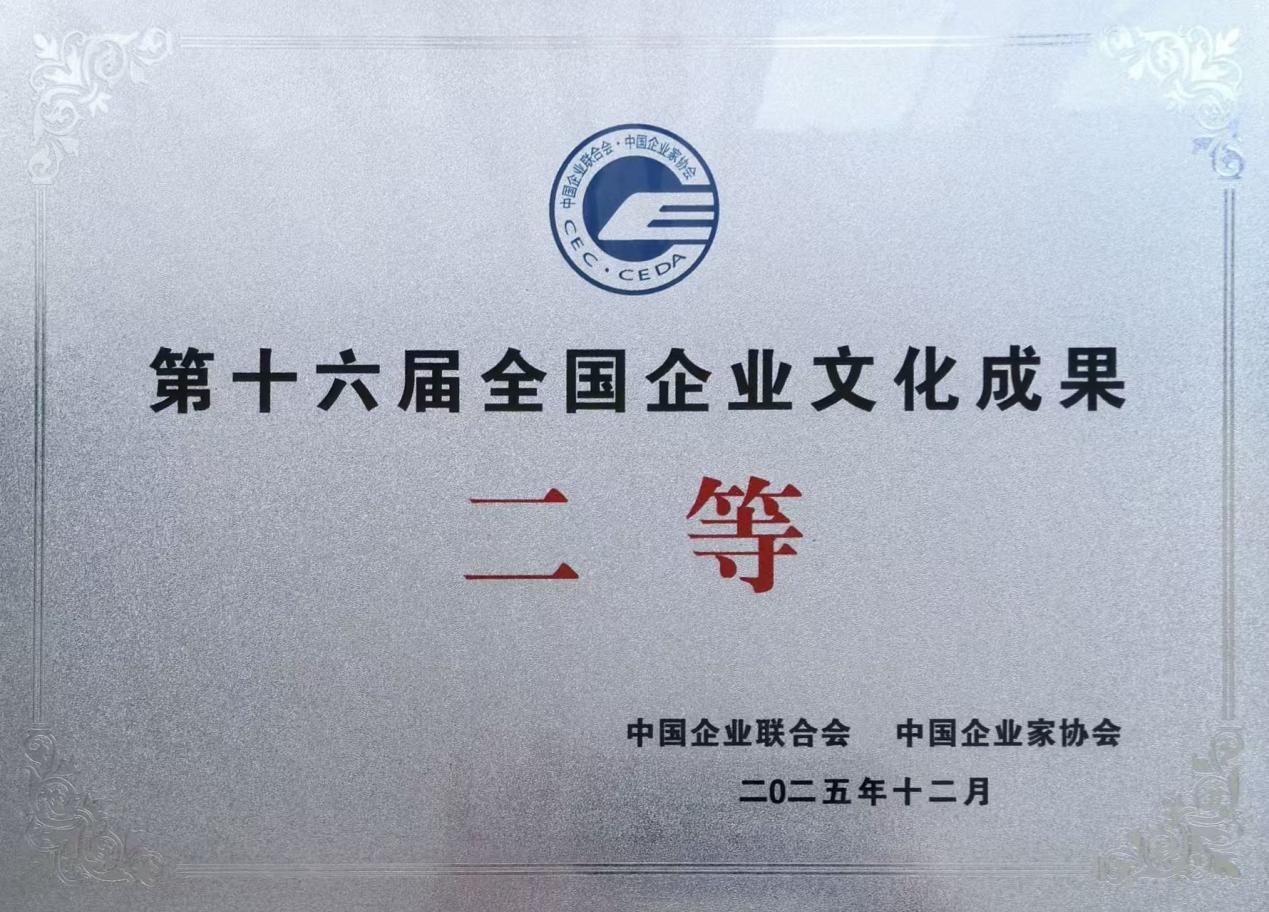 中国企业联合会·中国企业家协会
CEC·CEDA
第十六届全国企业文化成果
二 等
中国企业联合会 中国企业家协会
二0二五年十二月